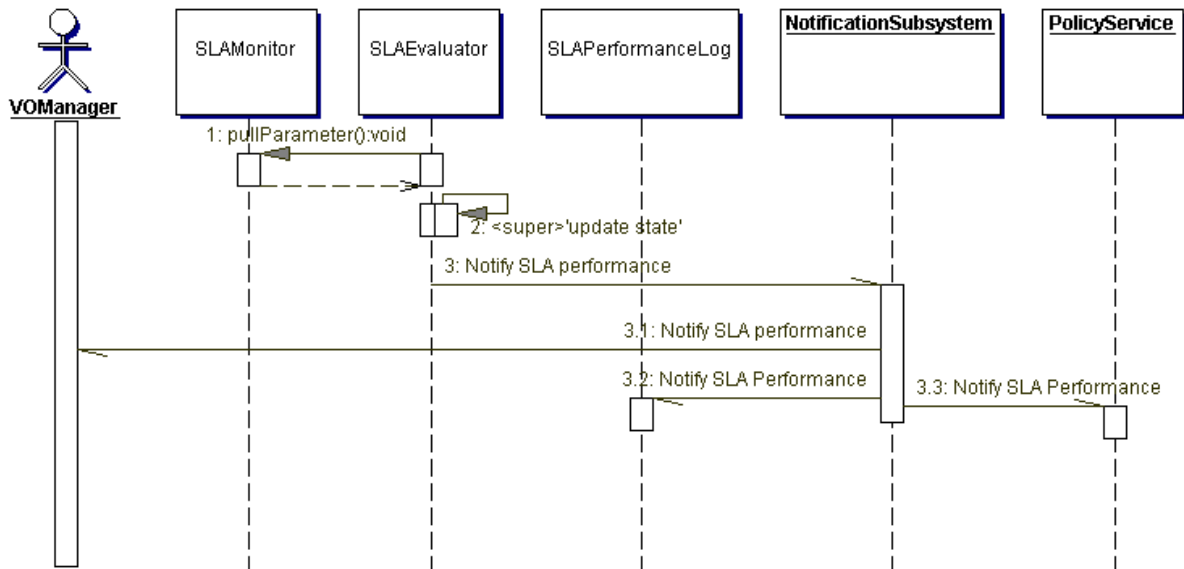 VOManager
SLAMonitor
SLAEvaluator
SLAPerformanceLog
NotificationSubsystem
PolicyService
1: pullParameter():void
2: <super>'update state'
3: Notify SLA performance
3.1: Notify SLA performance
3.2: Notify SLA Performance
3.3: Notify SLA Performance